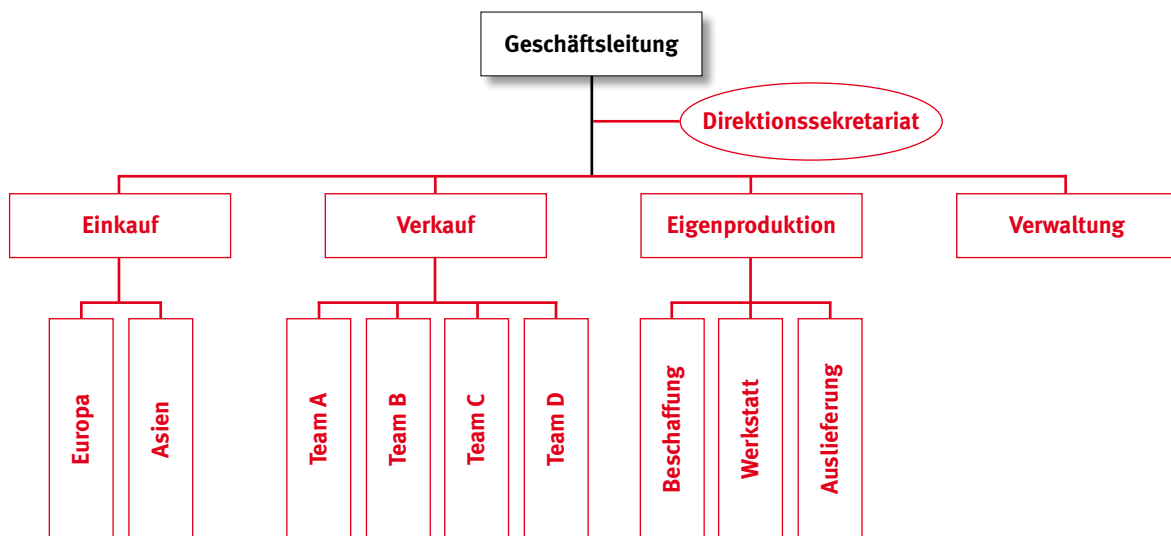 Geschäftsleitung
Direktionssekretariat
Einkauf
Verkauf
Eigenproduktion
Verwaltung
Europa
Asien
Team A
Team B
Team C
Team D
Beschaffung
Werkstatt
Auslieferung